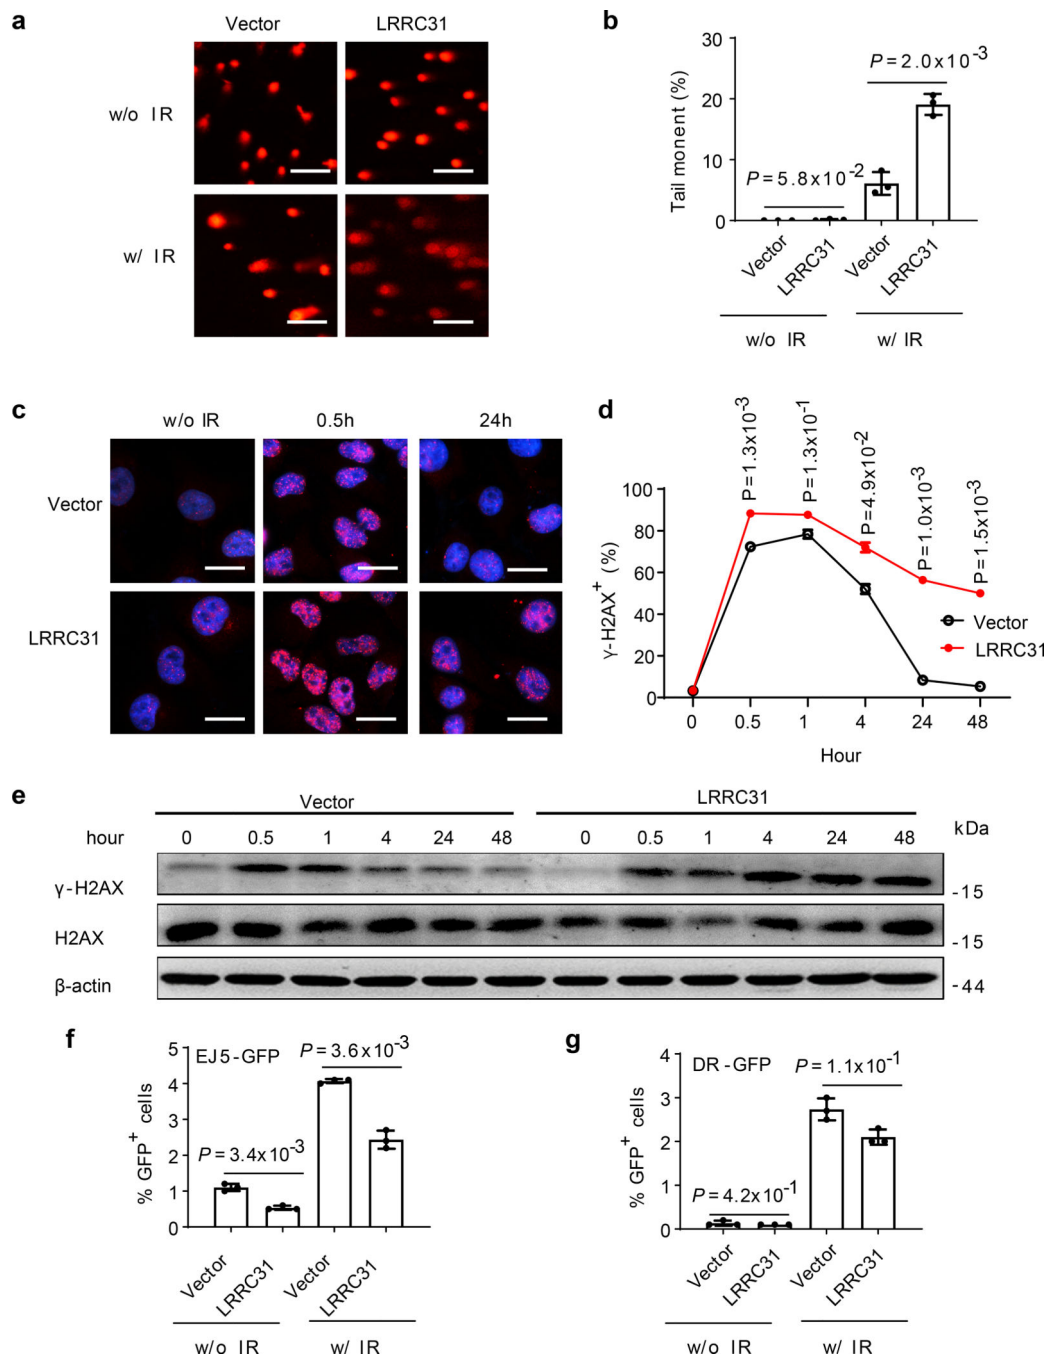 a
Vector LRRC31
w/o IR
w/ IR
b
30
20
10
0
Tail monent (%)
P=2.0x10-3
P=5.8x10-2
Vector LRRC31 Vector LRRC31
w/o IR w/ IR
c
w/o IR 0.5h 24h
Vector
LRRC31
d
P=1.3x10-3 P=1.3x10-1 P=4.9x10-2 P=1.0x10-3 P=1.5x10-3
100
80
60
40
20
0
γ-H2AX+ (%)
Vector
LRRC31
0 0.5 1 4 24 48
Hour
e
Vector LRRC31
hour 0 0.5 1 4 24 48 0 0.5 1 4 24 48 kDa
γ-H2AX -15
H2AX -15
β-actin -44
f
EJ5-GFP
P=3.6x10-3
P=3.4x10-3
5
4
3
2
1
0
% GFP+ cells
Vector LRRC31 Vector LRRC31
w/o IR w/ IR
g
DR-GFP
P=1.1x10-1
P=4.2x10-1
4
3
2
1
0
% GFP+ cells
Vector LRRC31 Vector LRRC31
w/o IR w/ IR